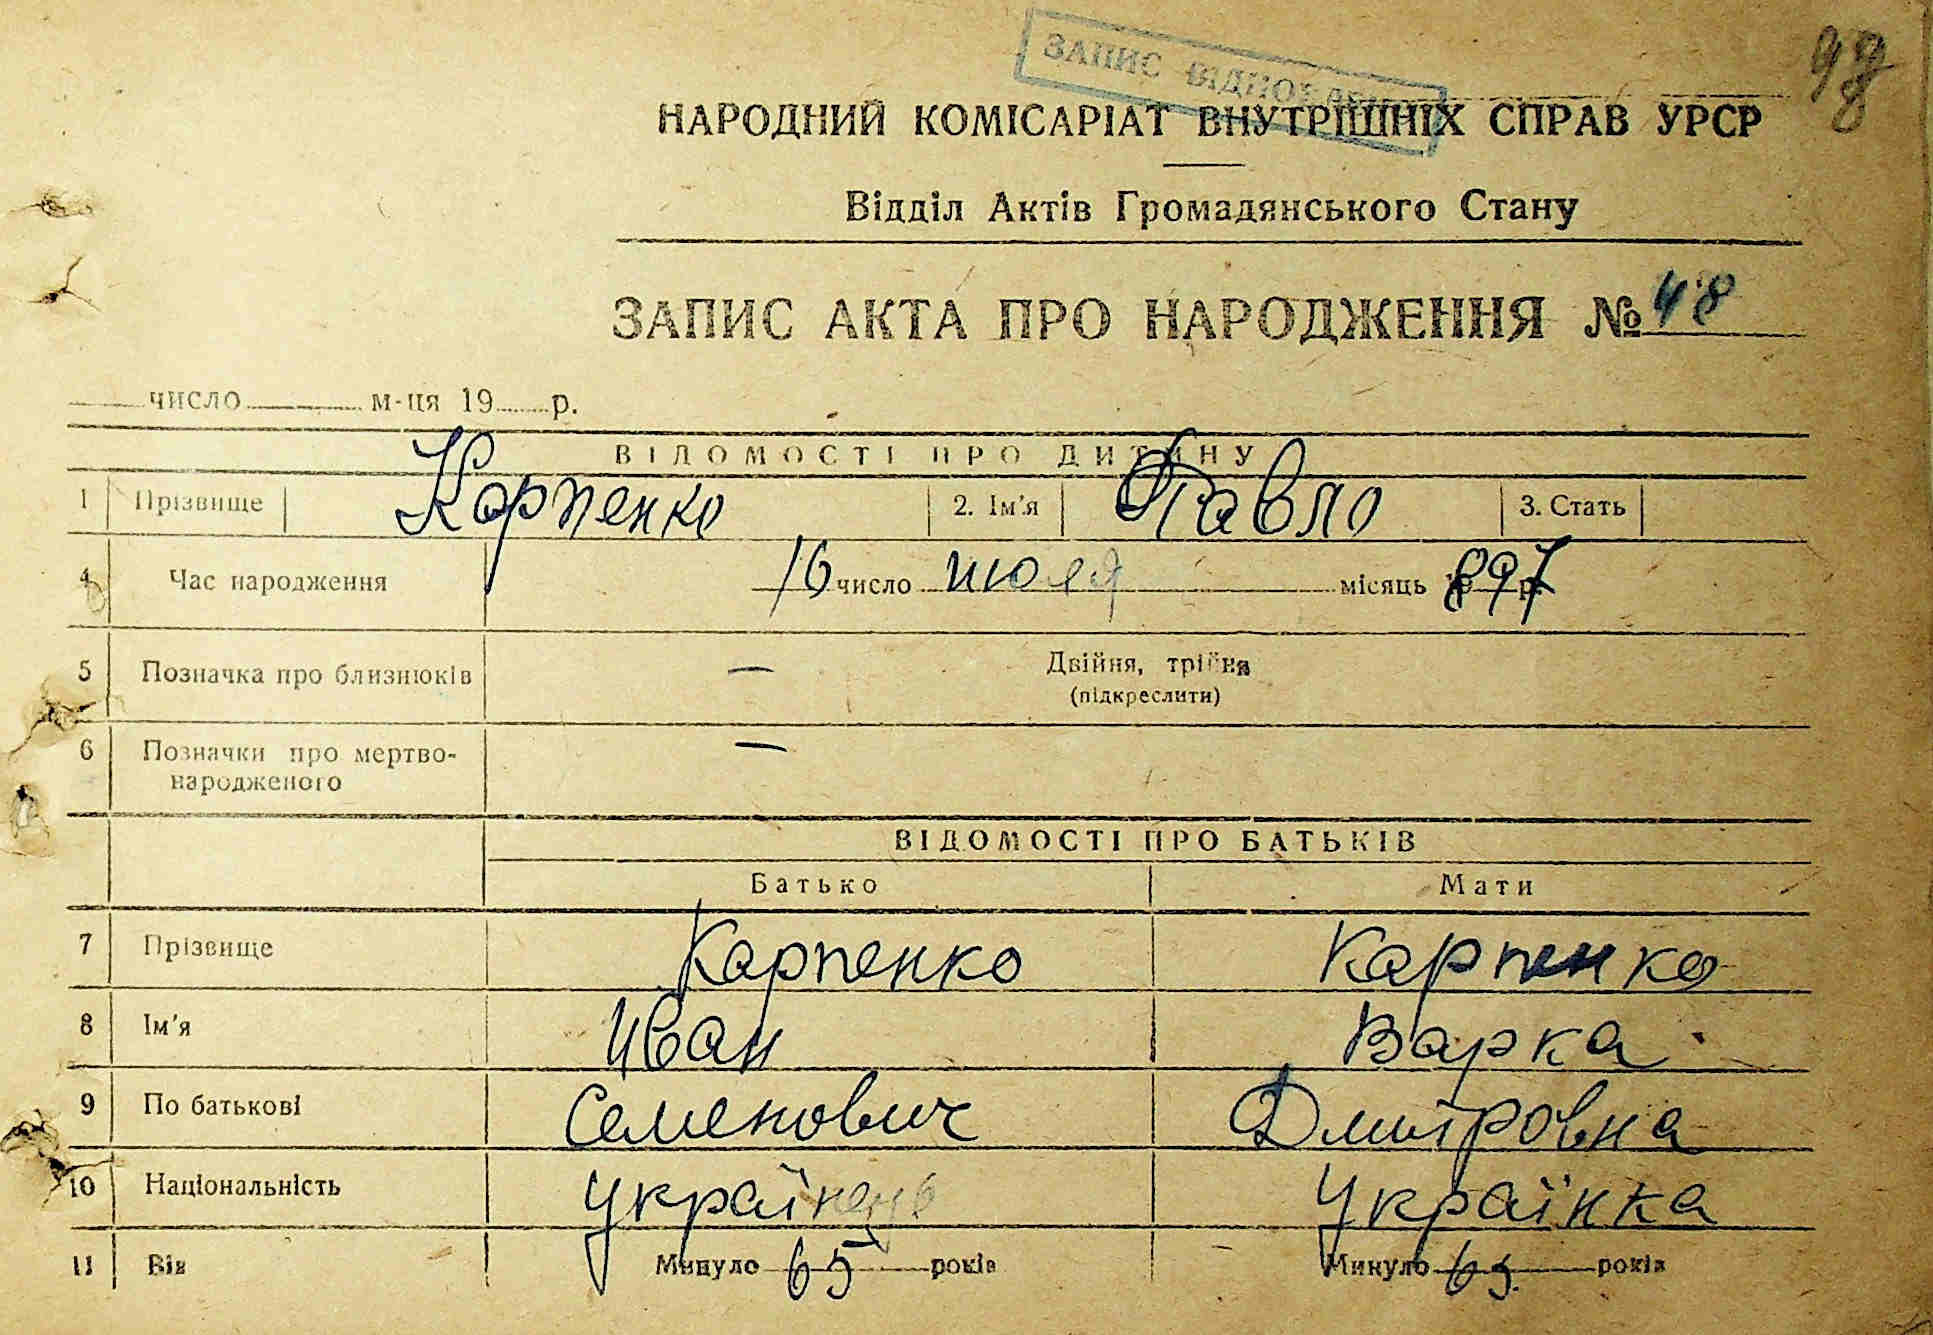 98
ЗАПИС ВІДНОВЛЕНО
НАРОДНИЙ КОМІСАРІАТ ВНУТРІШНІХ СПРАВ УРСР
Відділ Актів Громадянського Стану
ЗАПИС АКТА ПРО НАРОДЖЕННЯ № 48
число м-ця 19 р.
ВІДОМОСТІ ПРО ДИТИНУ
1 Прізвище Карпенко 2. Ім'я Павло 3. Стать
4 Час народження 16 число июля місяць 1897 р.
5 Позначка про близнюків — Двійня, трійня
(підкреслити)
6 Позначки про мертво-
народженого —
ВІДОМОСТІ ПРО БАТЬКІВ
Батько Мати
7 Прізвище Карпенко Карпенко
8 Ім'я Иван Варка
9 По батькові Семенович Дмитровна
10 Національність українець Українка
11 Вік Минуло 65 років Минуло 63 років